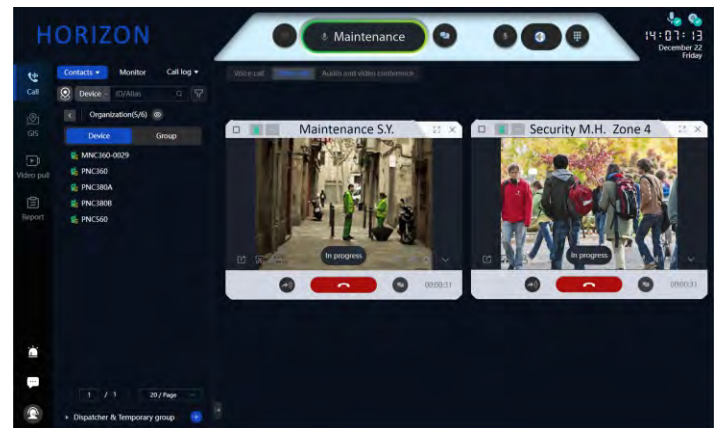 HORIZON
Maintenance
14:07:13
December 22
Friday
Contacts
Monitor
Call log
Voice call
Video call
Audio and video conference
Call
Device
ID/Alias
Organization(5/6)
GIS
Device
Group
Maintenance S.Y.
Security M.H. Zone 4
MNC360-0029
PNC360
Video pull
PNC380A
PNC380B
Report
PNC560
In progress
In progress
00:00:31
00:00:31
1 / 1
20 / Page
Dispatcher & Temporary group